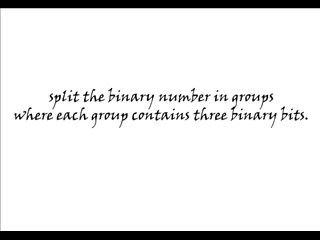 split the binary number in groups
where each group contains three binary bits.